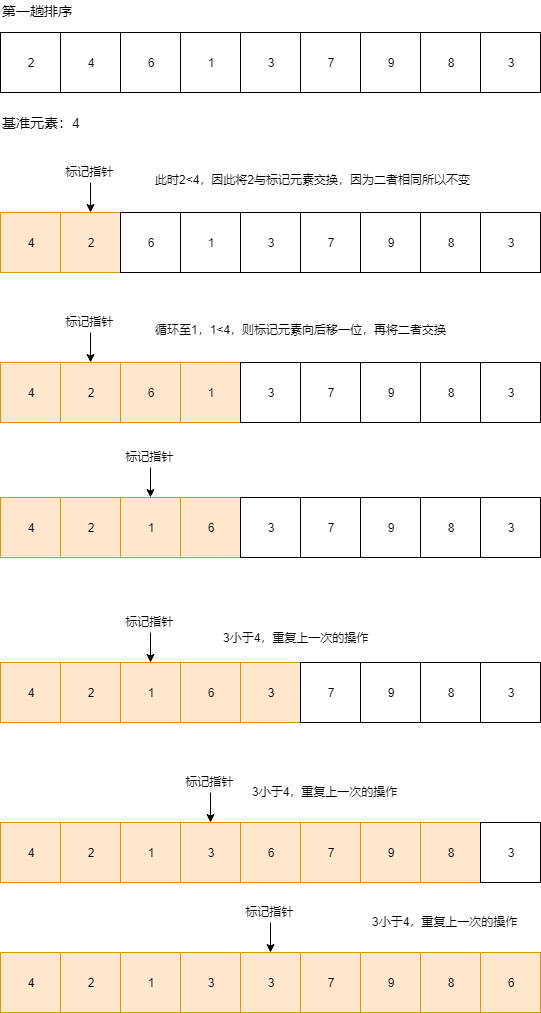 第一趟排序
2 4 6 1 3 7 9 8 3
基准元素：4
标记指针
此时2<4，因此将2与标记元素交换，因为二者相同所以不变
4 2 6 1 3 7 9 8 3
标记指针
循环至1，1<4，则标记元素向后移一位，再将二者交换
4 2 6 1 3 7 9 8 3
标记指针
4 2 1 6 3 7 9 8 3
标记指针
3小于4，重复上一次的操作
4 2 1 6 3 7 9 8 3
标记指针
3小于4，重复上一次的操作
4 2 1 3 6 7 9 8 3
标记指针
3小于4，重复上一次的操作
4 2 1 3 3 7 9 8 6